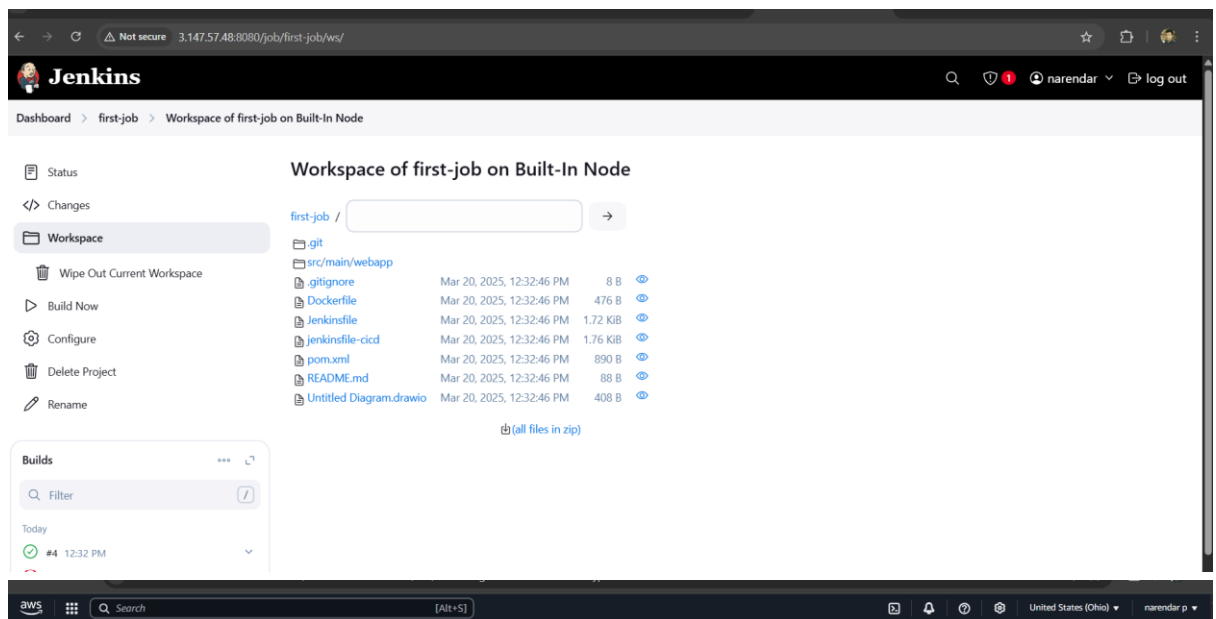 Not secure 3.147.57.48:8080/job/first-job/ws/
Jenkins
1 narendar log out
Dashboard > first-job > Workspace of first-job on Built-In Node
Status
Changes
Workspace
Wipe Out Current Workspace
Build Now
Configure
Delete Project
Rename
Builds
Filter /
Today
#4 12:32 PM
Workspace of first-job on Built-In Node
first-job /
.git
src/main/webapp
.gitignore Mar 20, 2025, 12:32:46 PM 8 B
Dockerfile Mar 20, 2025, 12:32:46 PM 476 B
Jenkinsfile Mar 20, 2025, 12:32:46 PM 1.72 KiB
jenkinsfile-cicd Mar 20, 2025, 12:32:46 PM 1.76 KiB
pom.xml Mar 20, 2025, 12:32:46 PM 890 B
README.md Mar 20, 2025, 12:32:46 PM 88 B
Untitled Diagram.drawio Mar 20, 2025, 12:32:46 PM 408 B
(all files in zip)
aws Search [Alt+S] United States (Ohio) narendar p